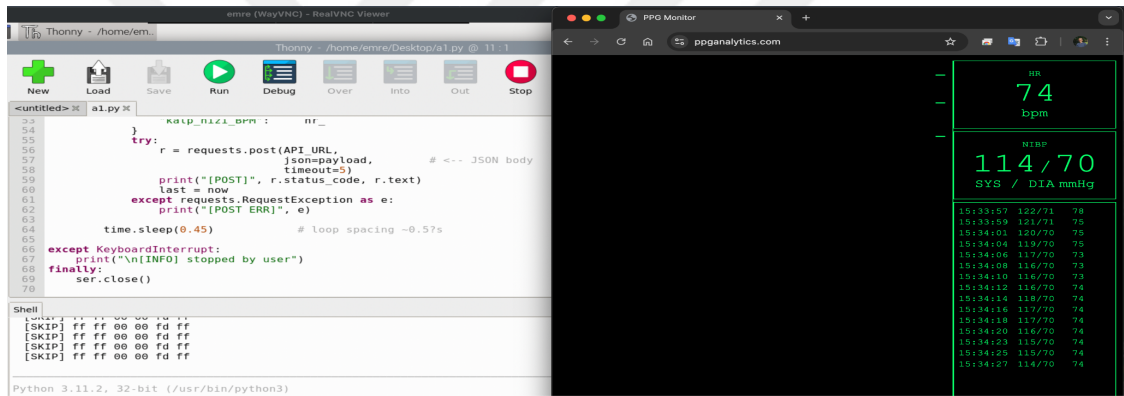 emre (WayVNC) - RealVNC Viewer
Thonny - /home/em..
Thonny - /home/emre/Desktop/a1.py @ 11 : 1
New Load Save Run Debug Over Into Out Stop
<untitled> a1.py
53 "kalp_hizi_BPM": hr_
54 }
55 try:
56 r = requests.post(API_URL,
57 json=payload, # <-- JSON body
58 timeout=5)
59 print("[POST]", r.status_code, r.text)
60 last = now
61 except requests.RequestException as e:
62 print("[POST ERR]", e)
63
64 time.sleep(0.45) # loop spacing ~0.5?s
65
66 except KeyboardInterrupt:
67 print("\n[INFO] stopped by user")
68 finally:
69 ser.close()
70
Shell
[SKIP] ff ff 00 00 fd ff
[SKIP] ff ff 00 00 fd ff
[SKIP] ff ff 00 00 fd ff
[SKIP] ff ff 00 00 fd ff
[SKIP] ff ff 00 00 fd ff
Python 3.11.2, 32-bit (/usr/bin/python3)
PPG Monitor
ppganalytics.com
HR
74
bpm
NIBP
114/70
SYS / DIA mmHg
15:33:57 122/71 78
15:33:59 121/71 75
15:34:01 120/70 75
15:34:04 119/70 75
15:34:06 117/70 73
15:34:08 116/70 73
15:34:10 116/70 73
15:34:12 116/70 74
15:34:14 118/70 74
15:34:16 117/70 74
15:34:18 117/70 74
15:34:20 116/70 74
15:34:23 115/70 74
15:34:25 115/70 74
15:34:27 114/70 74